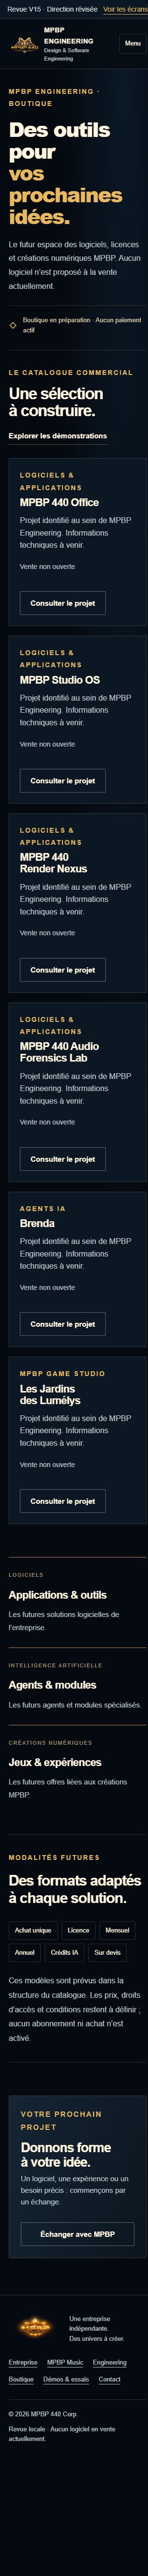 Revue V15 · Direction révisée Voir les écrans
MPBP
ENGINEERING
Design & Software
Engineering
Menu
MPBP ENGINEERING ·
BOUTIQUE
Des outils
pour
vos
prochaines
idées.
Le futur espace des logiciels, licences
et créations numériques MPBP. Aucun
logiciel n'est proposé à la vente
actuellement.
Boutique en préparation · Aucun paiement
actif
LE CATALOGUE COMMERCIAL
Une sélection
à construire.
Explorer les démonstrations
LOGICIELS &
APPLICATIONS
MPBP 440 Office
Projet identifié au sein de MPBP
Engineering. Informations
techniques à venir.
Vente non ouverte
Consulter le projet
LOGICIELS &
APPLICATIONS
MPBP Studio OS
Projet identifié au sein de MPBP
Engineering. Informations
techniques à venir.
Vente non ouverte
Consulter le projet
LOGICIELS &
APPLICATIONS
MPBP 440
Render Nexus
Projet identifié au sein de MPBP
Engineering. Informations
techniques à venir.
Vente non ouverte
Consulter le projet
LOGICIELS &
APPLICATIONS
MPBP 440 Audio
Forensics Lab
Projet identifié au sein de MPBP
Engineering. Informations
techniques à venir.
Vente non ouverte
Consulter le projet
AGENTS IA
Brenda
Projet identifié au sein de MPBP
Engineering. Informations
techniques à venir.
Vente non ouverte
Consulter le projet
MPBP GAME STUDIO
Les Jardins
des Lumélys
Projet identifié au sein de MPBP
Engineering. Informations
techniques à venir.
Vente non ouverte
Consulter le projet
LOGICIELS
Applications & outils
Les futures solutions logicielles de
l'entreprise.
INTELLIGENCE ARTIFICIELLE
Agents & modules
Les futurs agents et modules spécialisés.
CRÉATIONS NUMÉRIQUES
Jeux & expériences
Les futures offres liées aux créations
MPBP.
MODALITÉS FUTURES
Des formats adaptés
à chaque solution.
Achat unique Licence Mensuel
Annuel Crédits IA Sur devis
Ces modèles sont prévus dans la
structure du catalogue. Les prix, droits
d'accès et conditions restent à définir ;
aucun abonnement ni achat n'est
activé.
VOTRE PROCHAIN
PROJET
Donnons forme
à votre idée.
Du logiciel, une expérience ou un
besoin précis : commençons par
un échange.
Échanger avec MPBP
Une entreprise
indépendante.
Des univers à créer.
Entreprise MPBP Music Engineering
Boutique Démos & essais Contact
© 2026 MPBP 440 Corp.
Revue locale · Aucun logiciel en vente
actuellement.